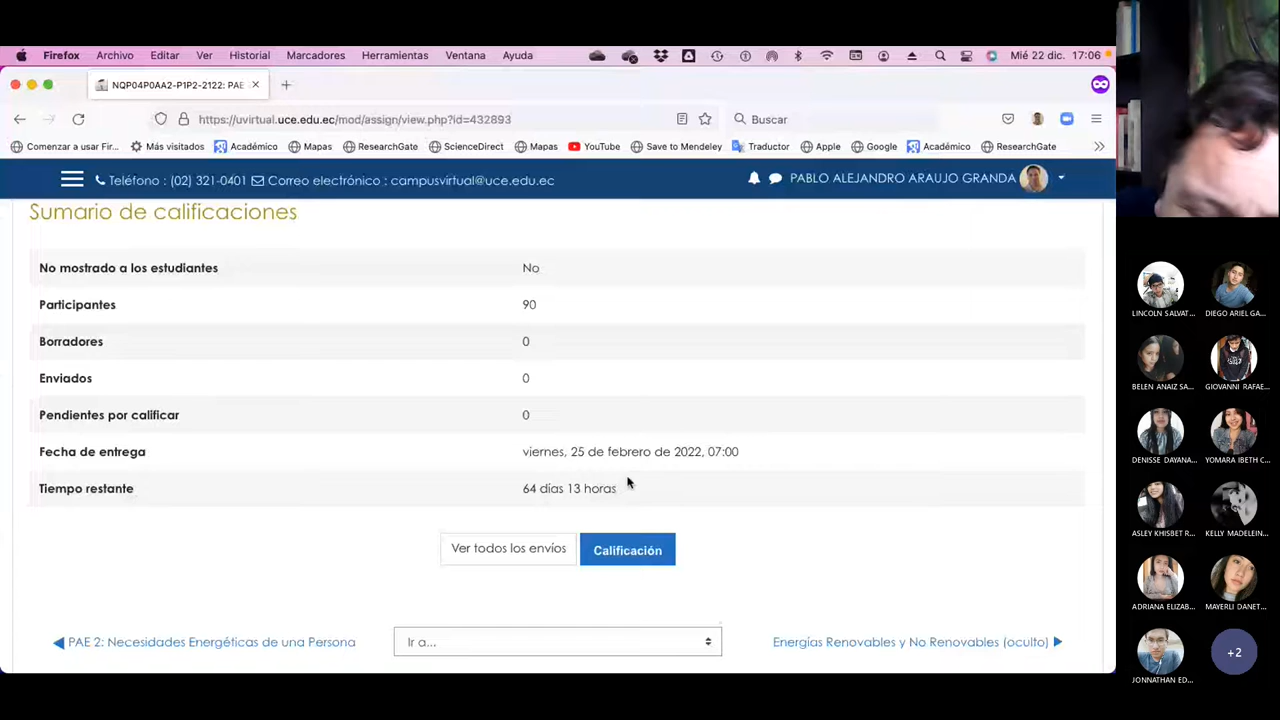 Firefox Archivo Editar Ver Historial Marcadores Herramientas Ventana Ayuda Mié 22 dic. 17:06
NQP04P0AA2-P1P2-2122: PAE
https://uvirtual.uce.edu.ec/mod/assign/view.php?id=432893 Buscar
Comenzar a usar Fir... Más visitados Académico Mapas ResearchGate ScienceDirect Mapas YouTube Save to Mendeley Traductor Apple Google Académico ResearchGate
Teléfono : (02) 321-0401 Correo electrónico : campusvirtual@uce.edu.ec PABLO ALEJANDRO ARAUJO GRANDA
Sumario de calificaciones
No mostrado a los estudiantes No
Participantes 90
Borradores 0
Enviados 0
Pendientes por calificar 0
Fecha de entrega viernes, 25 de febrero de 2022, 07:00
Tiempo restante 64 días 13 horas
Ver todos los envíos Calificación
PAE 2: Necesidades Energéticas de una Persona Ir a... Energías Renovables y No Renovables (oculto)
LINCOLN SALVAT... DIEGO ARIEL GA...
BELEN ANAIZ SA... GIOVANNI RAFAE...
DENISSE DAYANA... YOMARA IBETH C...
ASLEY KHISBET R... KELLY MADELEIN...
ADRIANA ELIZAB... MAYERLI DANET...
JONNATHAN ED... +2